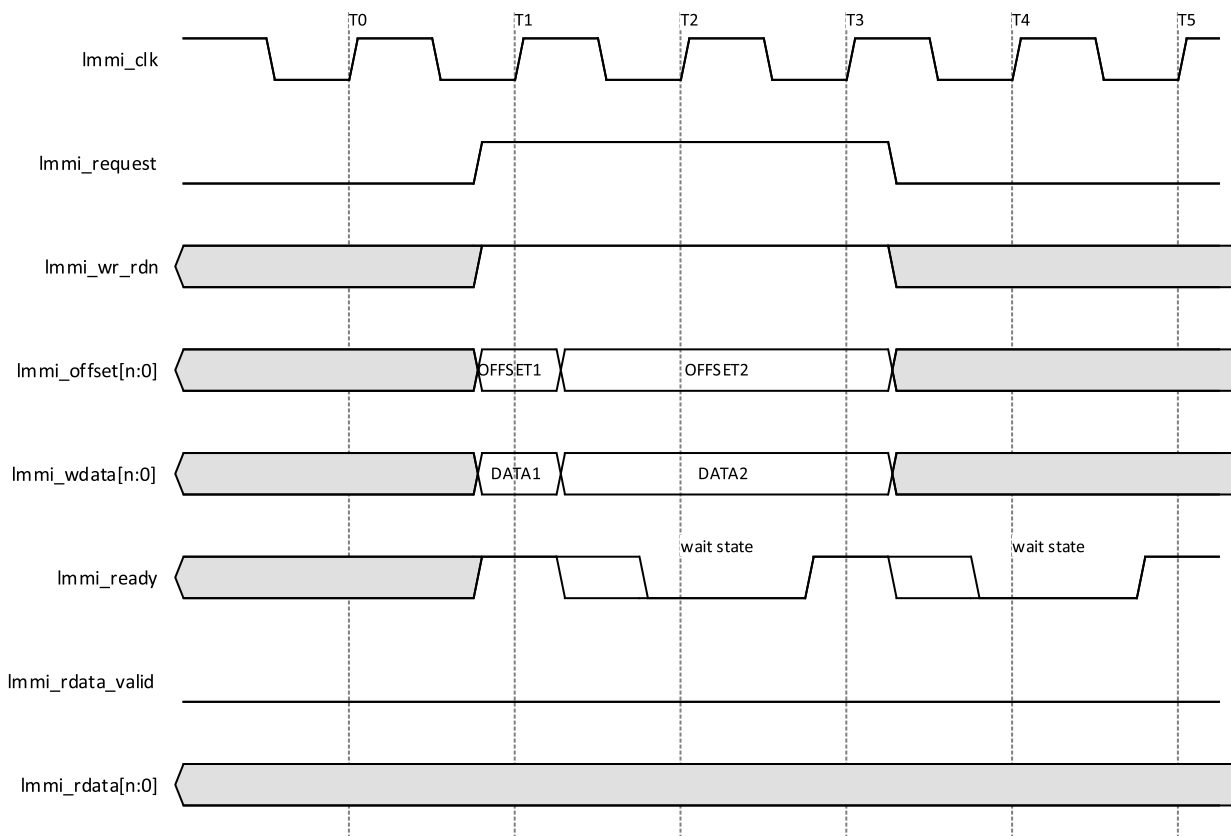 T0 T1 T2 T3 T4 T5
lmmi_clk
lmmi_request
lmmi_wr_rdn
lmmi_offset[n:0] OFFSET1 OFFSET2
lmmi_wdata[n:0] DATA1 DATA2
wait state wait state
lmmi_ready
lmmi_rdata_valid
lmmi_rdata[n:0]